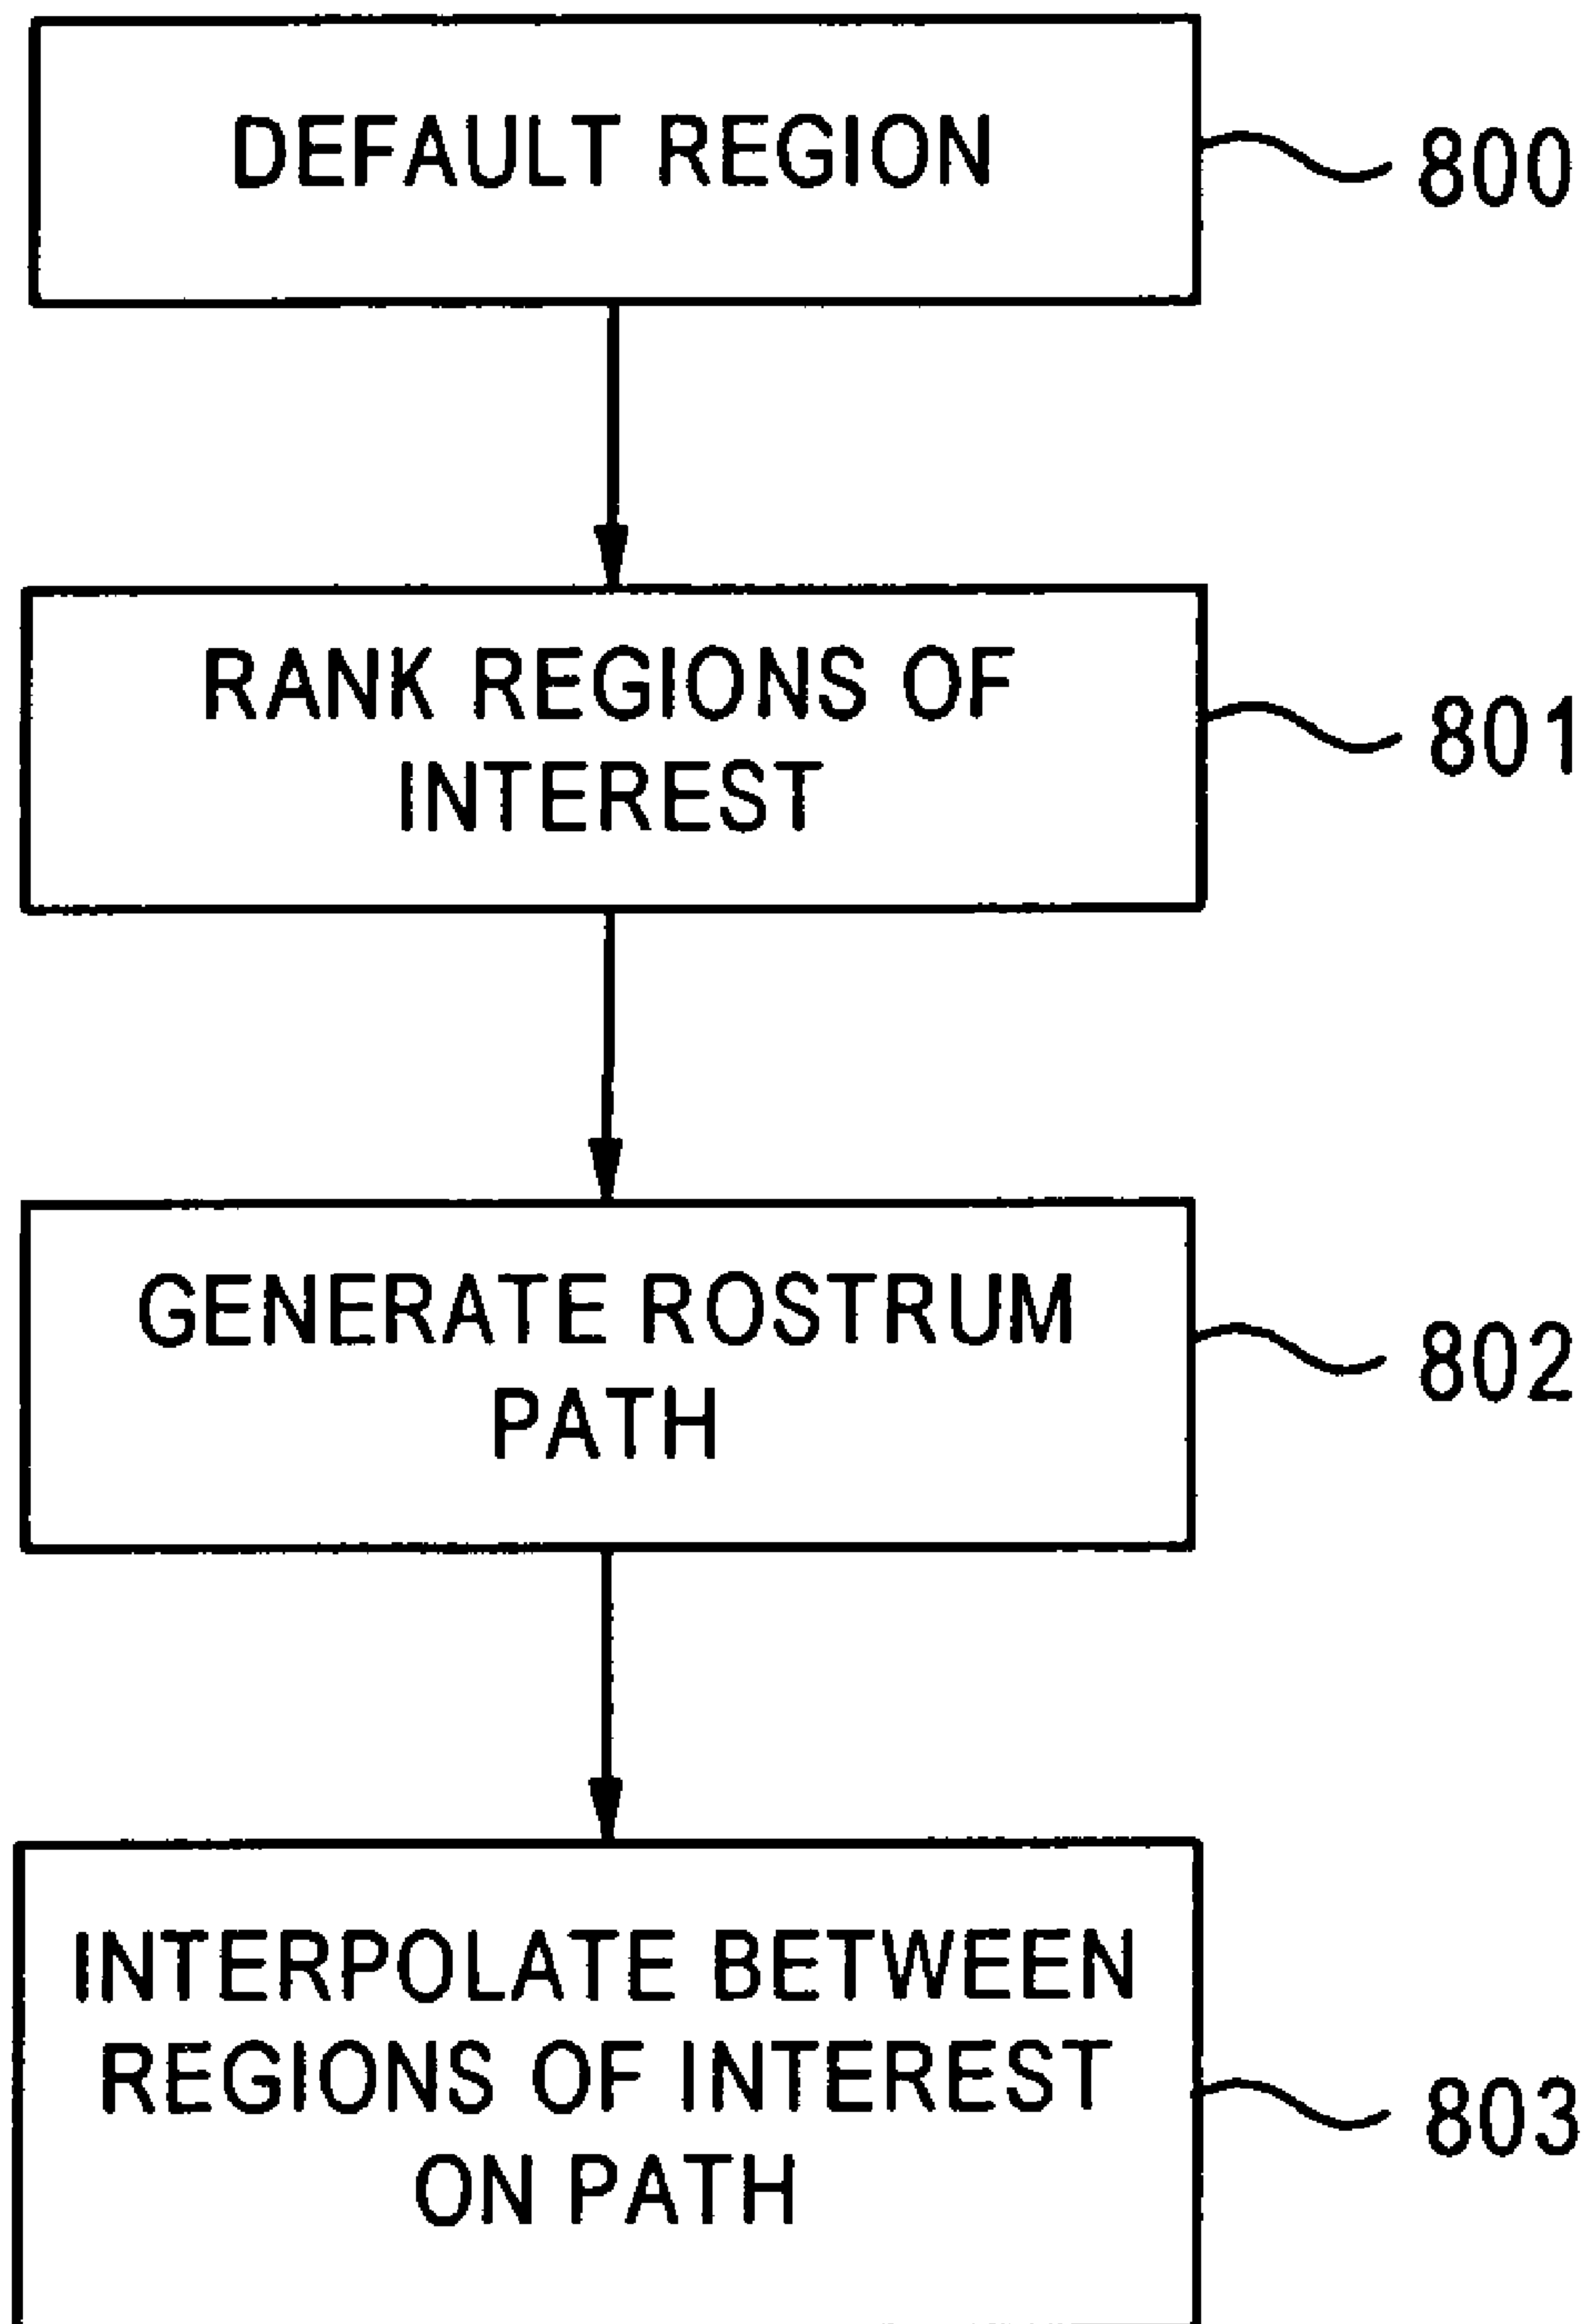 DEFAULT REGION
800
RANK REGIONS OF
INTEREST
801
GENERATE ROSTRUM
PATH
802
INTERPOLATE BETWEEN
REGIONS OF INTEREST
ON PATH
803